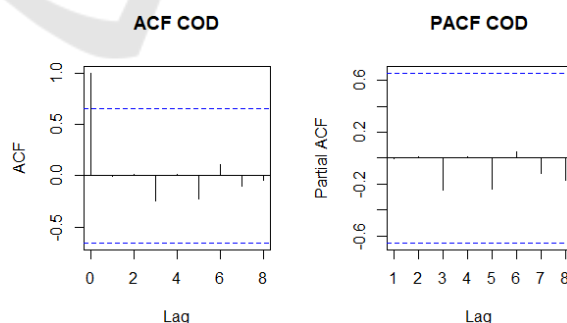 ACF COD
ACF
1.0
0.5
0.0
-0.5
0 2 4 6 8
Lag
PACF COD
Partial ACF
0.6
0.2
-0.2
-0.6
1 2 3 4 5 6 7 8
Lag